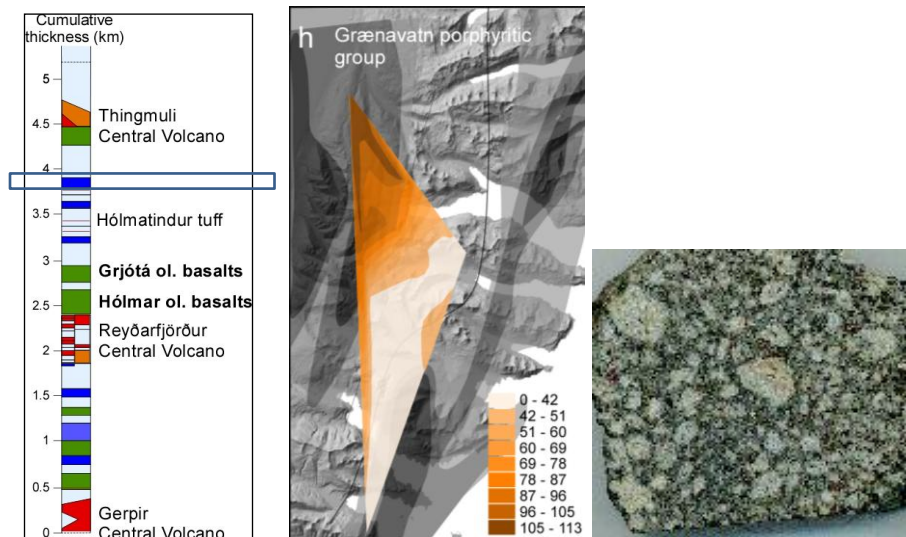 Cumulative
thickness (km)
5
Thingmuli
4.5
Central Volcano
4
3.5
Hólmatindur tuff
3
Grjótá ol. basalts
2.5
Hólmar ol. basalts
Reyðarfjörður
2
Central Volcano
1.5
1
0.5
Gerpir
0
Central Volcano
h Grænavatn porphyritic
group
0 - 42
42 - 51
51 - 60
60 - 69
69 - 78
78 - 87
87 - 96
96 - 105
105 - 113